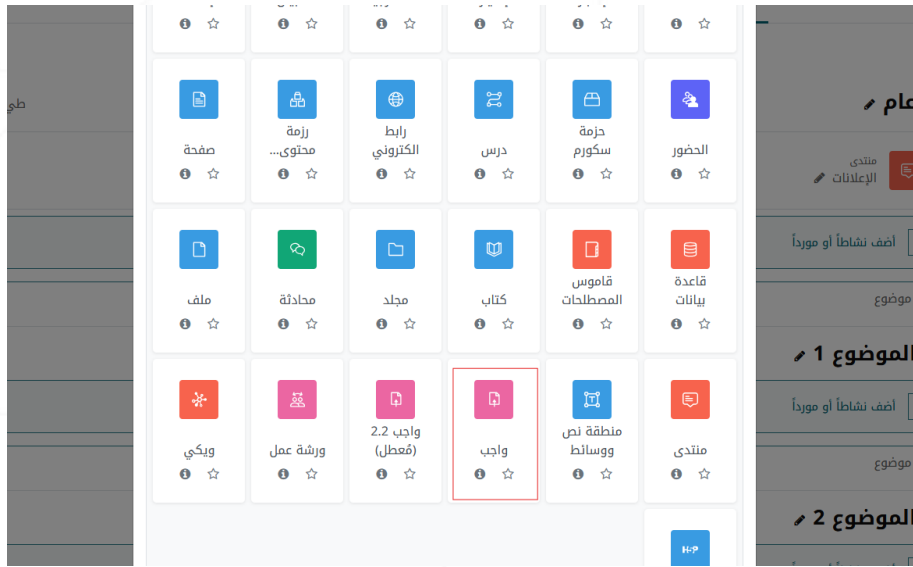 الحضور
حزمة
سكورم
درس
رابط
الكتروني
رزمة
محتوى...
صفحة
قاعدة
بيانات
قاموس
المصطلحات
كتاب
مجلد
محادثة
ملف
منتدى
منطقة نص
ووسائط
واجب
واجب 2.2
(مُعطل)
ورشة عمل
ويكي
H-P
عام
منتدى
الإعلانات
أضف نشاطاً أو مورداً
موضوع
الموضوع 1
أضف نشاطاً أو مورداً
موضوع
الموضوع 2
طي